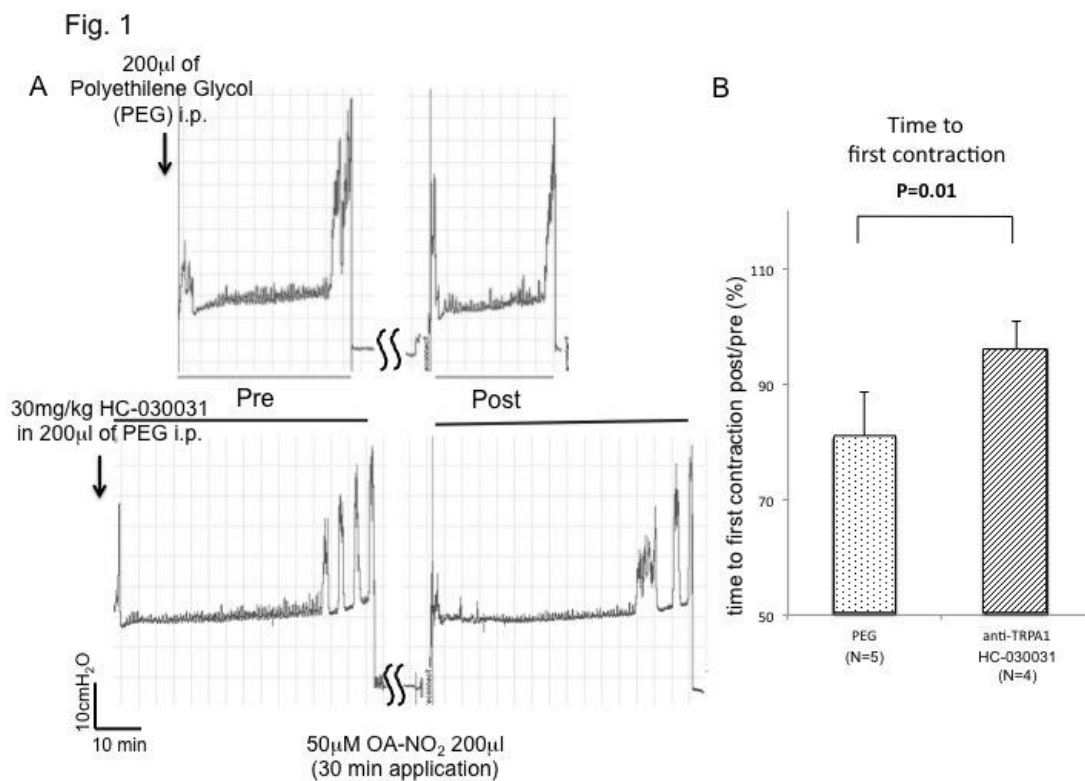 Fig. 1
A
200μl of
Polyethilene Glycol
(PEG) i.p.
Pre
Post
30mg/kg HC-030031
in 200μl of PEG i.p.
10cmH2O
10 min
50μM OA-NO2 200μl
(30 min application)
B
Time to
first contraction
P=0.01
time to first contraction post/pre (%)
110
90
70
50
PEG
(N=5)
anti-TRPA1
HC-030031
(N=4)